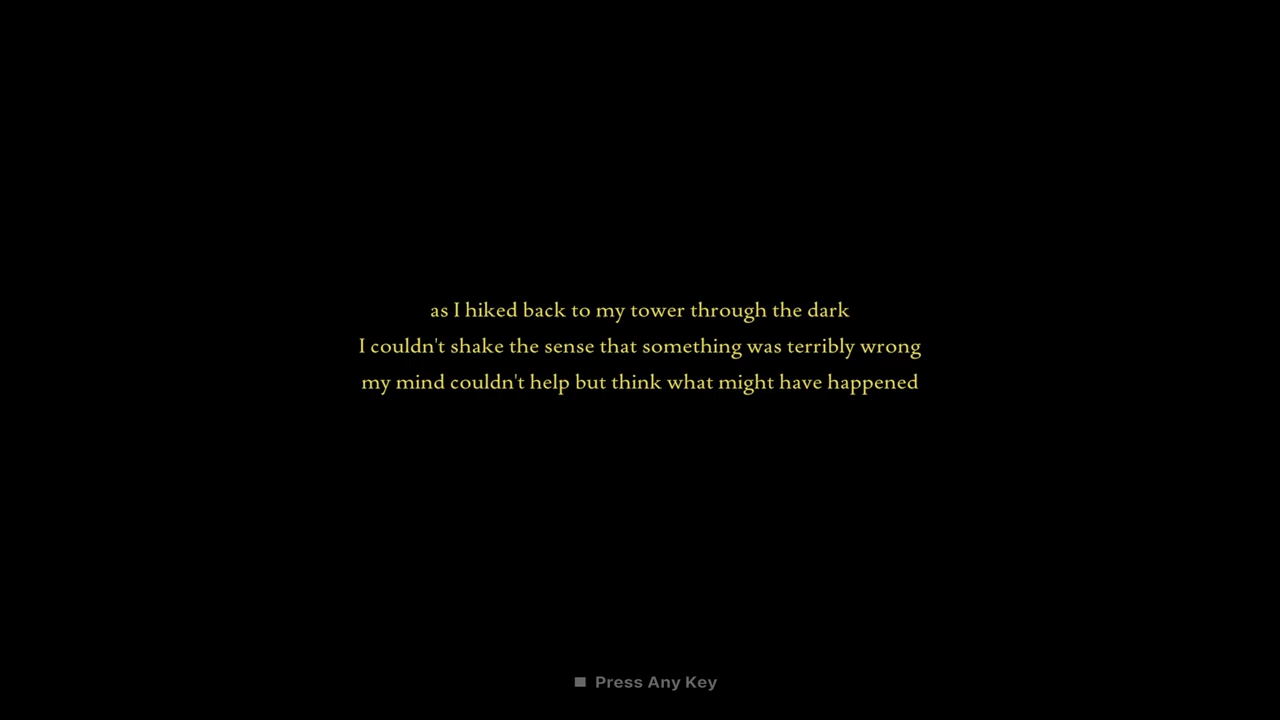 as I hiked back to my tower through the dark
I couldn't shake the sense that something was terribly wrong
my mind couldn't help but think what might have happened
Press Any Key